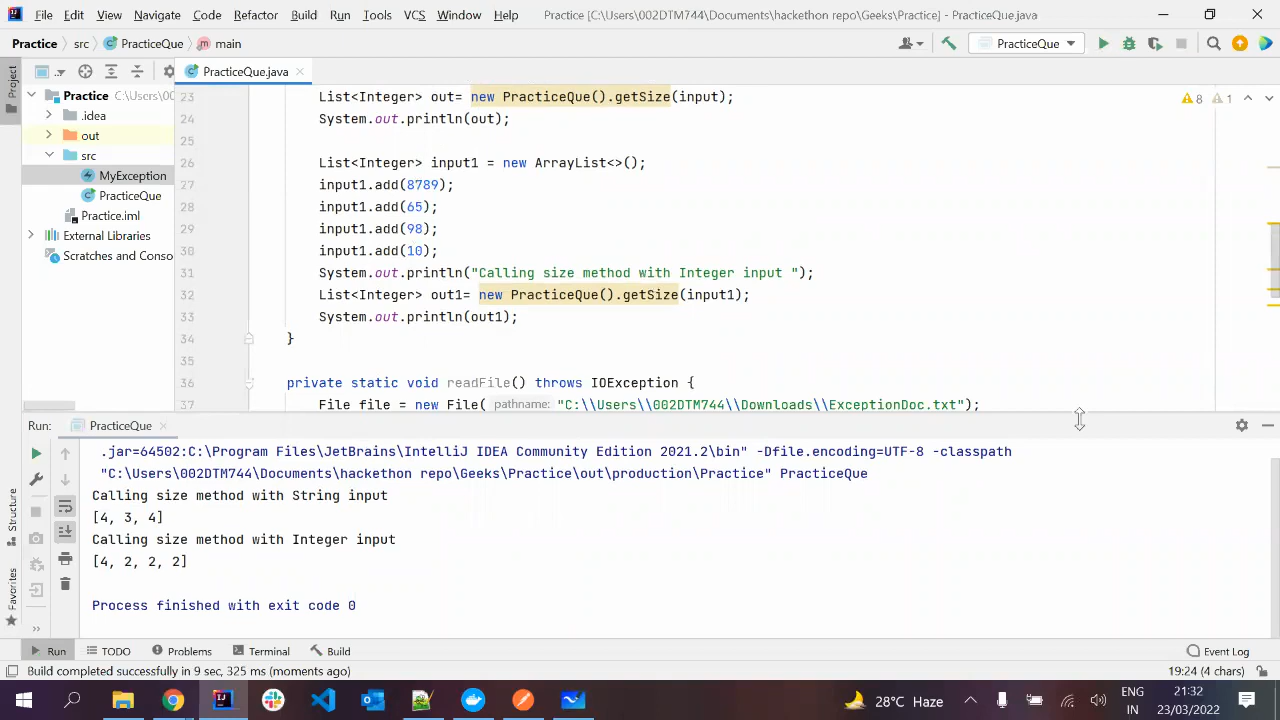 File Edit View Navigate Code Refactor Build Run Tools VCS Window Help Practice [C:\Users\002DTM744\Documents\hackethon repo\Geeks\Practice] - PracticeQue.java
Practice src PracticeQue main PracticeQue
Project
PracticeQue.java
Practice C:\Users\00
.idea
out
src
MyException
PracticeQue
Practice.iml
External Libraries
Scratches and Conso
8 1
23 List<Integer> out= new PracticeQue().getSize(input);
24 System.out.println(out);
25
26 List<Integer> input1 = new ArrayList<>();
27 input1.add(8789);
28 input1.add(65);
29 input1.add(98);
30 input1.add(10);
31 System.out.println("Calling size method with Integer input ");
32 List<Integer> out1= new PracticeQue().getSize(input1);
33 System.out.println(out1);
34 }
35
36 private static void readFile() throws IOException {
37 File file = new File( pathname: "C:\\Users\\002DTM744\\Downloads\\ExceptionDoc.txt");
Run: PracticeQue
.jar=64502:C:\Program Files\JetBrains\IntelliJ IDEA Community Edition 2021.2\bin" -Dfile.encoding=UTF-8 -classpath
"C:\Users\002DTM744\Documents\hackethon repo\Geeks\Practice\out\production\Practice" PracticeQue
Calling size method with String input
[4, 3, 4]
Calling size method with Integer input
[4, 2, 2, 2]
Process finished with exit code 0
Structure
Favorites
Run TODO Problems Terminal Build Event Log
Build completed successfully in 9 sec, 325 ms (moments ago) 19:24 (4 chars)
28°C Haze
ENG
IN
21:32
23/03/2022